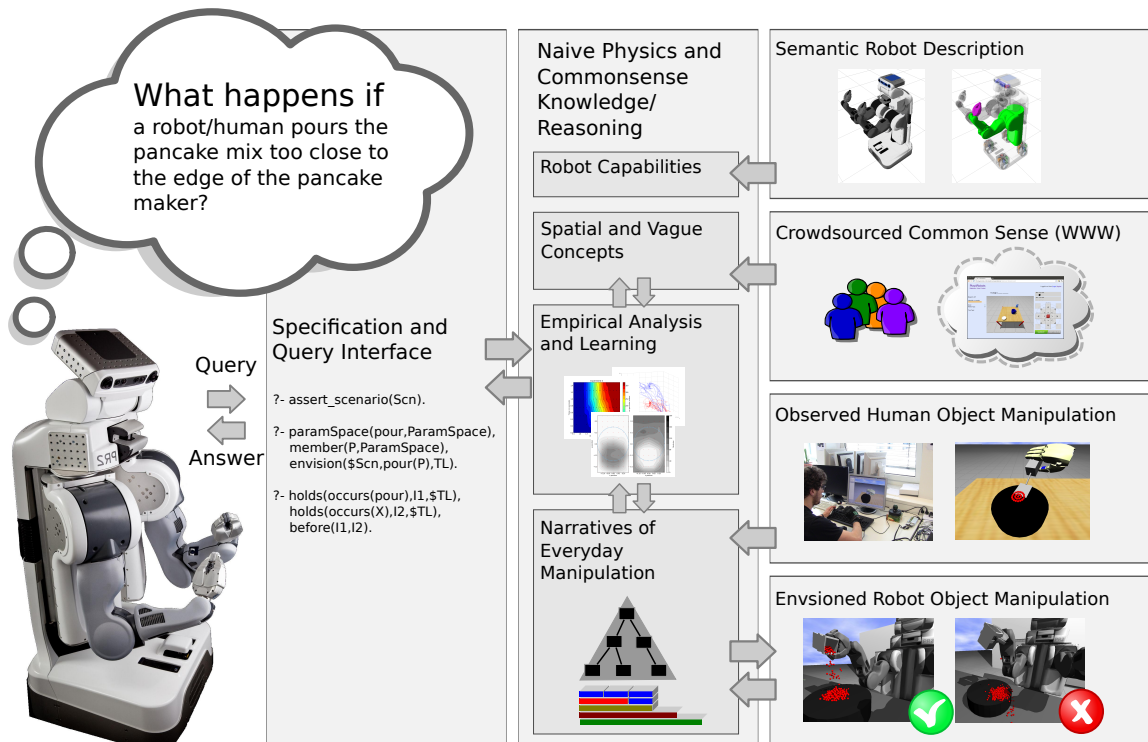 What happens if
a robot/human pours the
pancake mix too close to
the edge of the pancake
maker?
Query
Answer
PR2
Specification and
Query Interface
?- assert_scenario(Scn).
?- paramSpace(pour,ParamSpace),
member(P,ParamSpace),
envision($Scn,pour(P),TL).
?- holds(occurs(pour),I1,$TL),
holds(occurs(X),I2,$TL),
before(I1,I2).
Naive Physics and
Commonsense
Knowledge/
Reasoning
Robot Capabilities
Spatial and Vague
Concepts
Empirical Analysis
and Learning
Narratives of
Everyday
Manipulation
Semantic Robot Description
Crowdsourced Common Sense (WWW)
Observed Human Object Manipulation
Envsioned Robot Object Manipulation